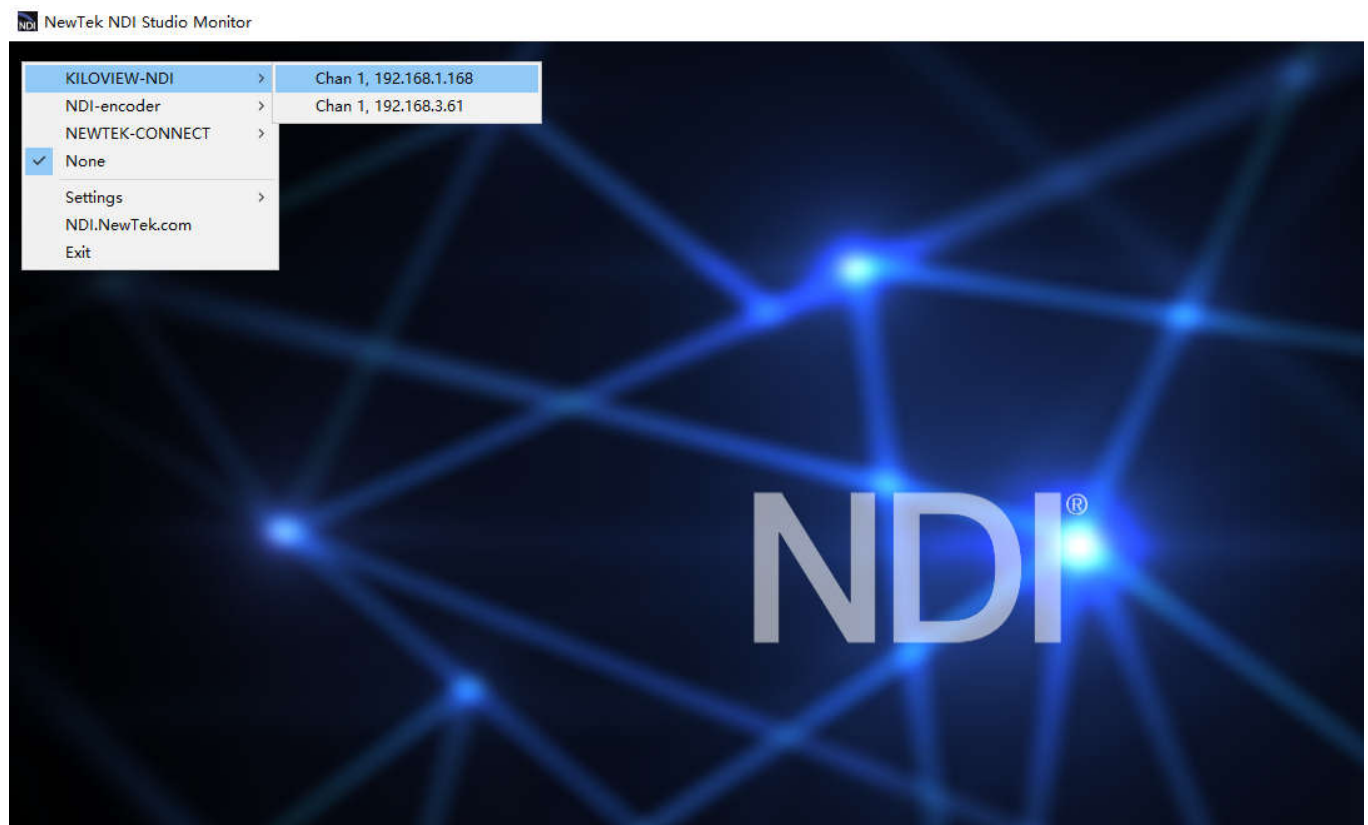 NDI NewTek NDI Studio Monitor
KILOVIEW-NDI
Chan 1, 192.168.1.168
NDI-encoder
Chan 1, 192.168.3.61
NEWTEK-CONNECT
None
Settings
NDI.NewTek.com
Exit
NDI®